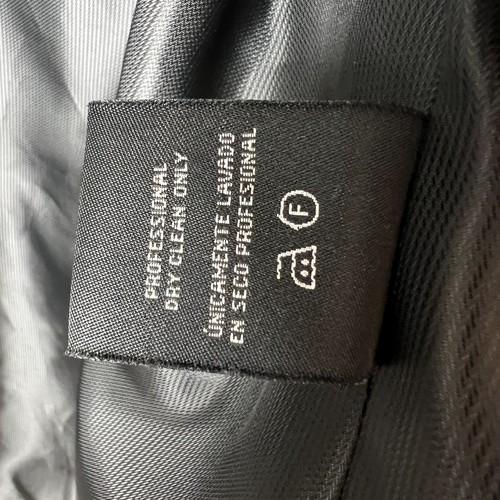 PROFESSIONAL
DRY CLEAN ONLY
ÚNICAMENTE LAVADO
EN SECO PROFESIONAL
F